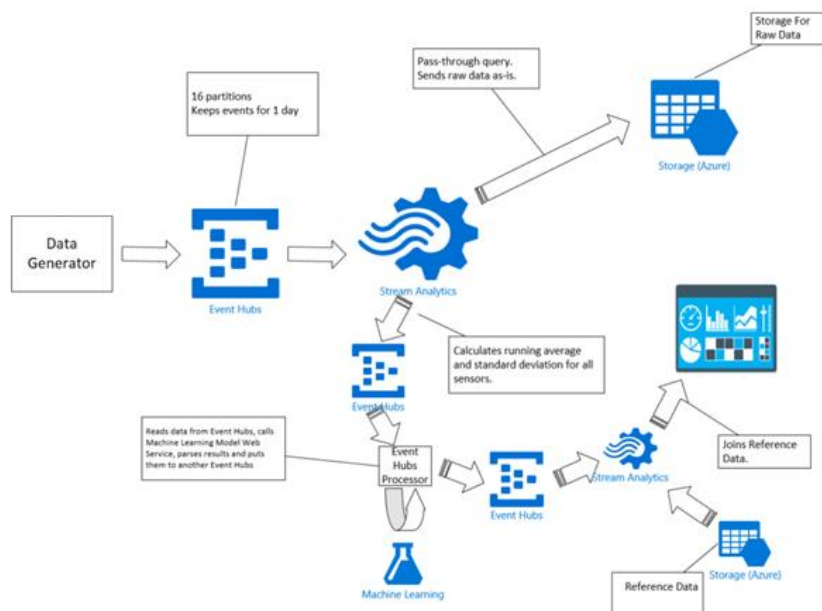 Storage For
Raw Data
Pass-through query.
Sends raw data as-is.
16 partitions
Keeps events for 1 day
Storage (Azure)
Data
Generator
Event Hubs
Stream Analytics
Calculates running average
and standard deviation for all
sensors.
Event Hubs
Reads data from Event Hubs, calls
Machine Learning Model Web
Service, parses results and puts
them to another Event Hubs
Event
Hubs
Processor
Joins Reference
Data.
Stream Analytics
Event Hubs
Machine Learning
Storage (Azure)
Reference Data